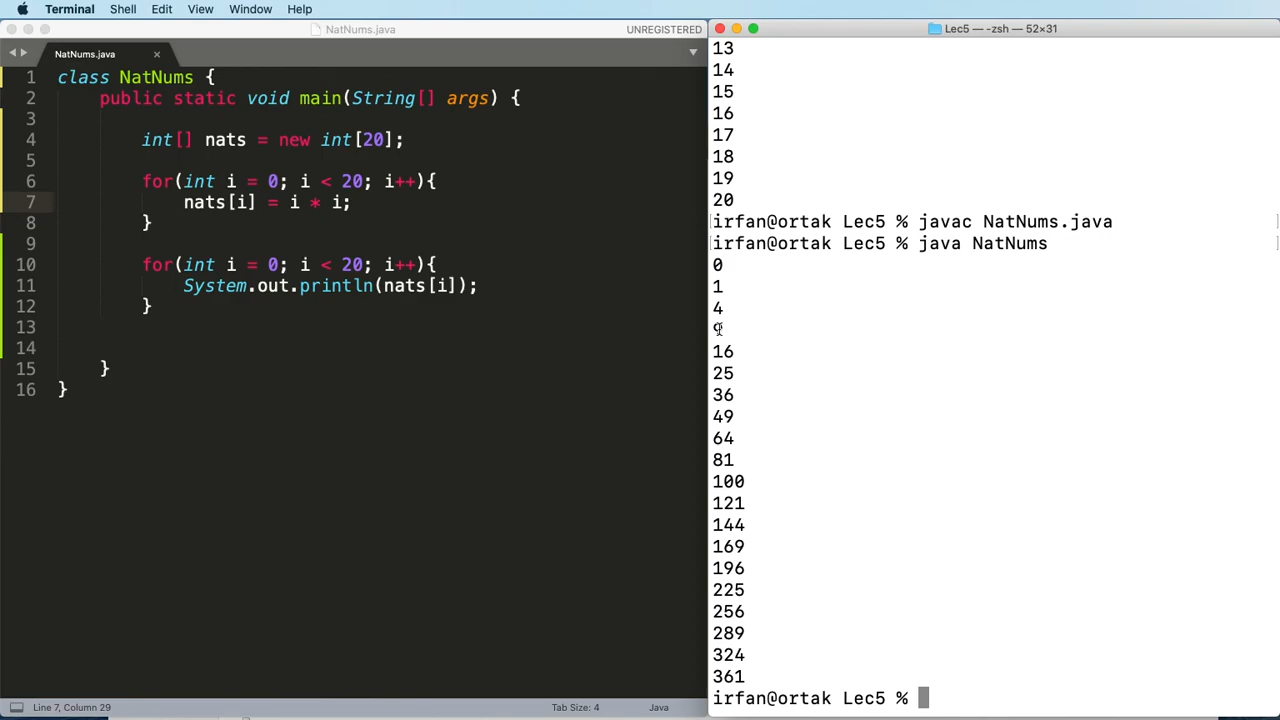 Terminal Shell Edit View Window Help
NatNums.java UNREGISTERED
NatNums.java ×
1 class NatNums {
2 public static void main(String[] args) {
3
4 int[] nats = new int[20];
5
6 for(int i = 0; i < 20; i++){
7 nats[i] = i * i;
8 }
9
10 for(int i = 0; i < 20; i++){
11 System.out.println(nats[i]);
12 }
13
14
15 }
16 }
Line 7, Column 29 Tab Size: 4 Java
Lec5 — -zsh — 52×31
13
14
15
16
17
18
19
20
irfan@ortak Lec5 % javac NatNums.java
irfan@ortak Lec5 % java NatNums
0
1
4
9
16
25
36
49
64
81
100
121
144
169
196
225
256
289
324
361
irfan@ortak Lec5 %